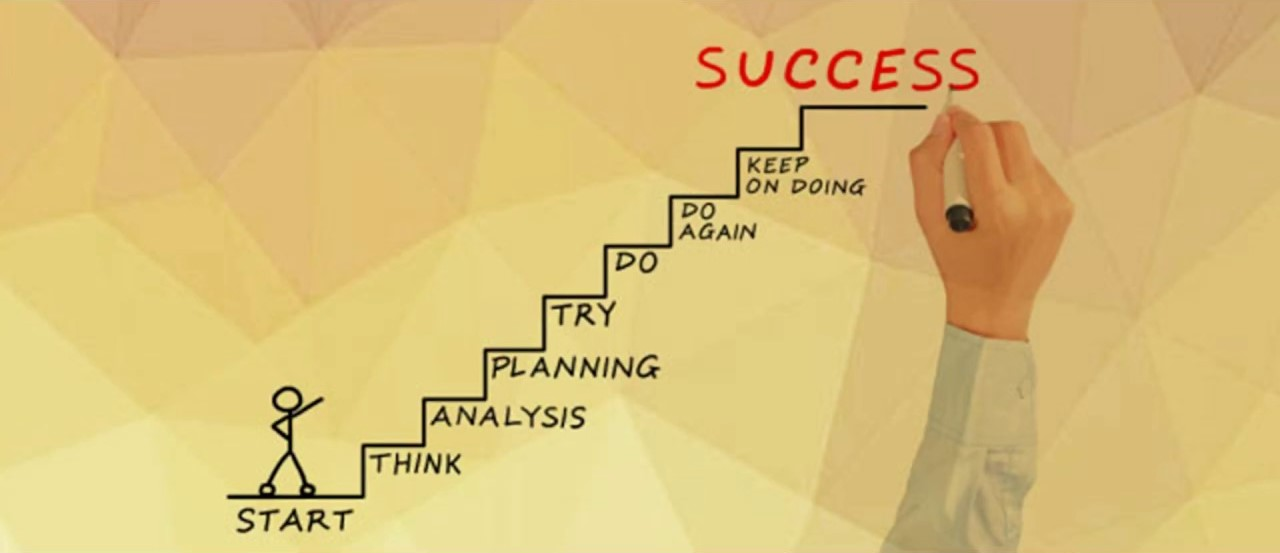 SUCCESS
KEEP
ON DOING
DO
AGAIN
DO
TRY
PLANNING
ANALYSIS
THINK
START